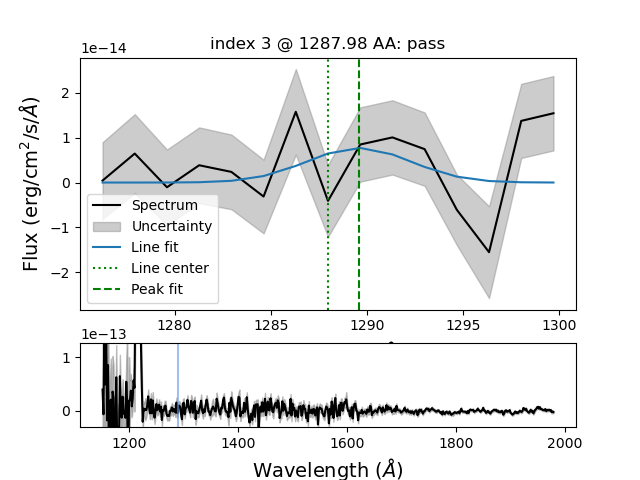 index 3 @ 1287.98 AA: pass
1e−14
2
1
0
−1
−2
Flux (erg/cm²/s/Å)
Spectrum
Uncertainty
Line fit
Line center
Peak fit
1280 1285 1290 1295 1300
1e−13
1
0
1200 1400 1600 1800 2000
Wavelength (Å)